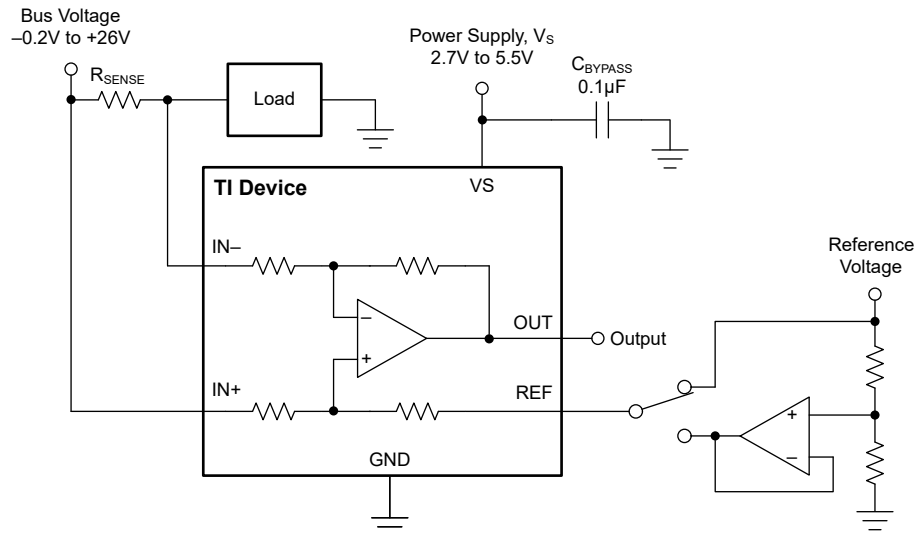 Bus Voltage
–0.2V to +26V
Power Supply, VS
2.7V to 5.5V
CBYPASS
0.1µF
RSENSE
Load
TI Device
VS
IN–
Reference
Voltage
–
OUT
Output
+
IN+
REF
+
–
GND